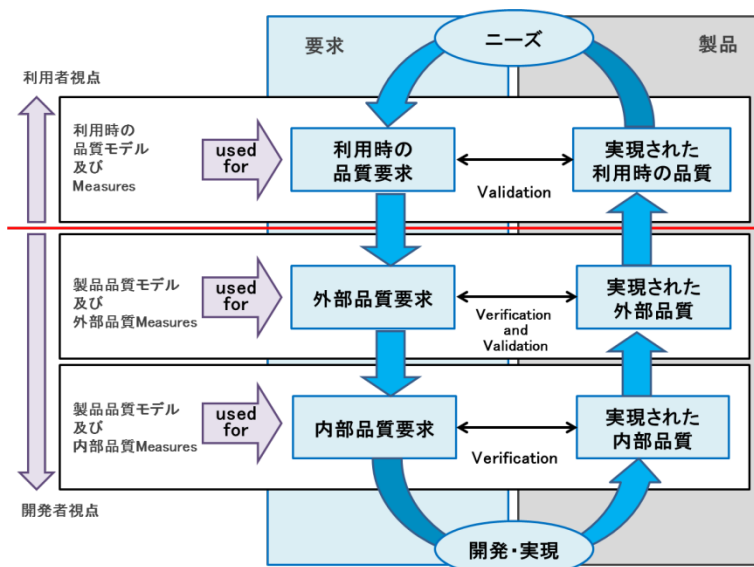 要求
ニーズ
製品
利用者視点
利用時の
品質モデル
及び
Measures
used
for
利用時の
品質要求
Validation
実現された
利用時の品質
製品品質モデル
及び
外部品質Measures
used
for
外部品質要求
Verification
and
Validation
実現された
外部品質
製品品質モデル
及び
内部品質Measures
used
for
内部品質要求
Verification
実現された
内部品質
開発者視点
開発・実現